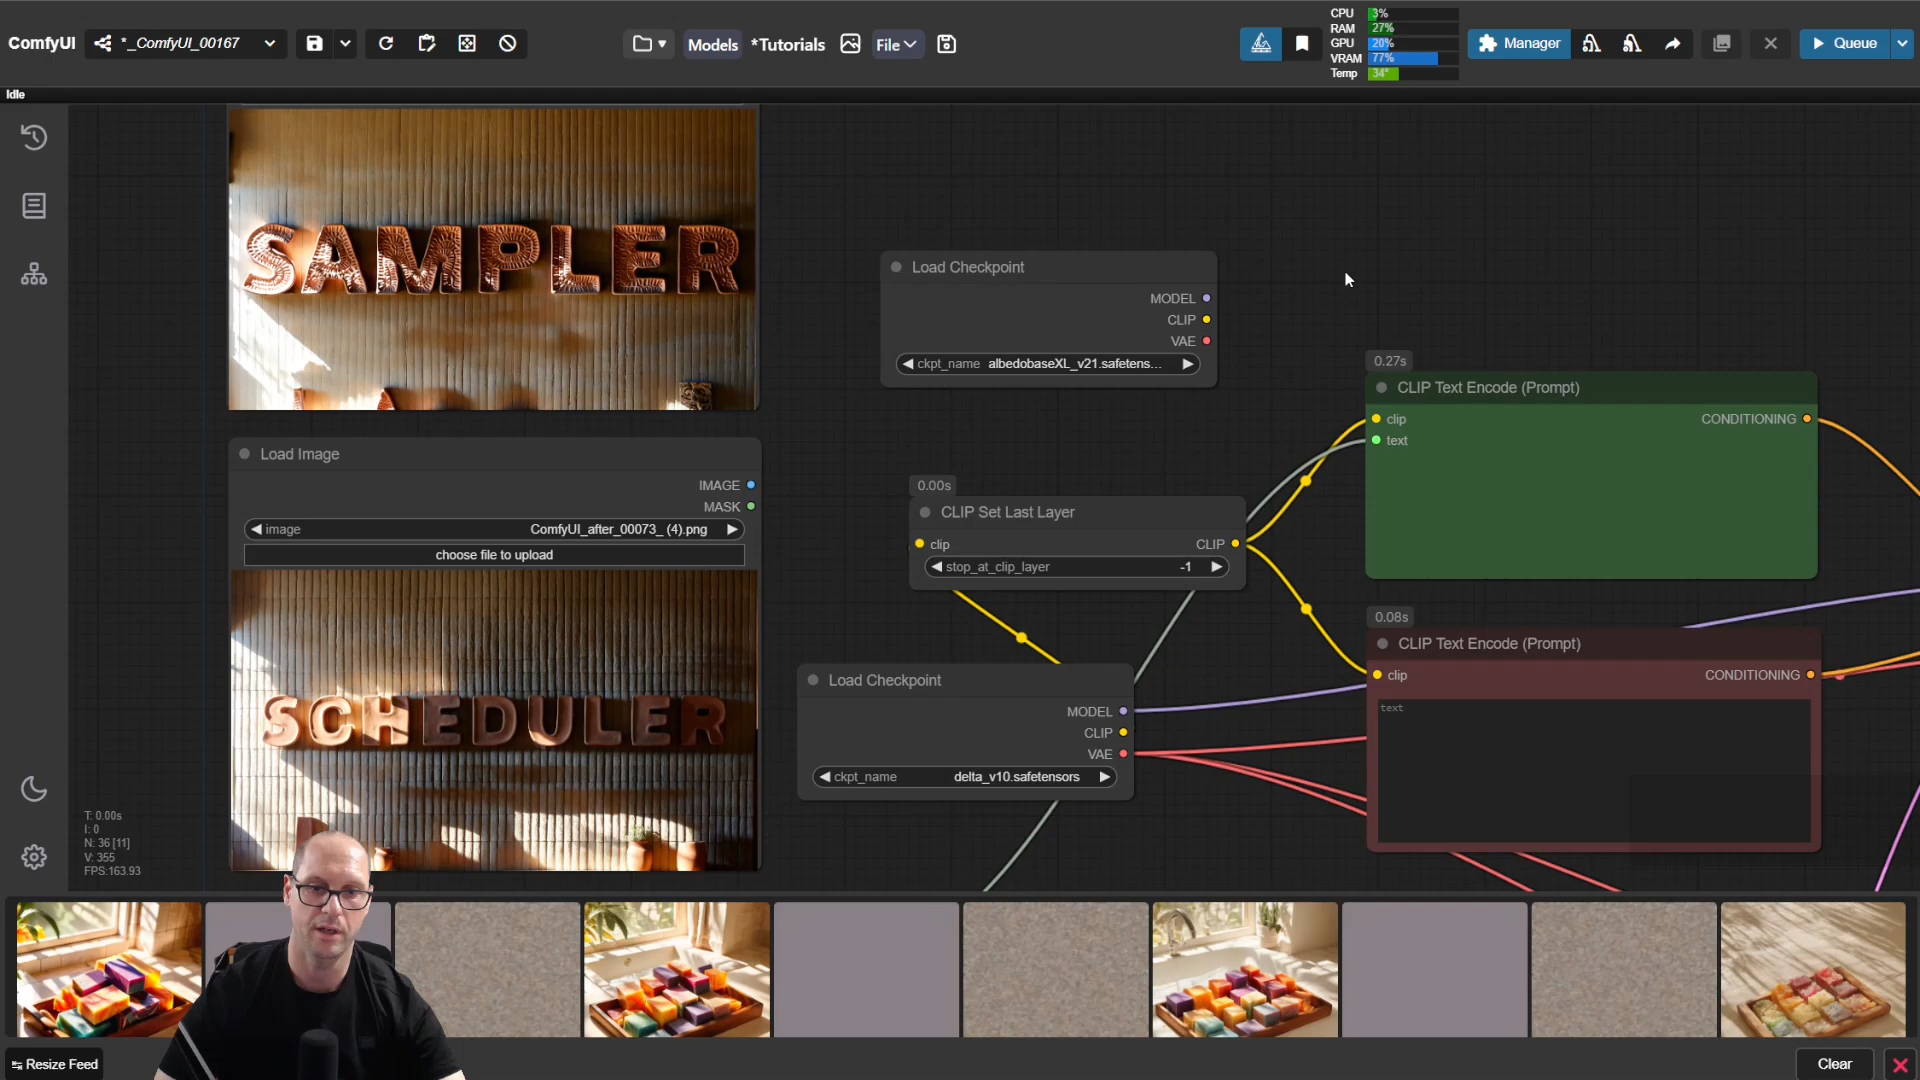 ComfyUI
*_ComfyUI_00167
Models
*Tutorials
File
CPU 3%
RAM 27%
GPU 20%
VRAM 77%
Temp 34°
Manager
Queue
Idle
SAMPLER
Load Checkpoint
MODEL
CLIP
VAE
ckpt_name albedobaseXL_v21.safetens...
0.27s
CLIP Text Encode (Prompt)
clip CONDITIONING
text
Load Image
IMAGE
MASK
image ComfyUI_after_00073_ (4).png
choose file to upload
SCHEDULER
0.00s
CLIP Set Last Layer
clip CLIP
stop_at_clip_layer -1
0.08s
CLIP Text Encode (Prompt)
clip CONDITIONING
text
Load Checkpoint
MODEL
CLIP
VAE
ckpt_name delta_v10.safetensors
T: 0.00s
I: 0
N: 36 [11]
V: 355
FPS:163.93
Resize Feed
Clear